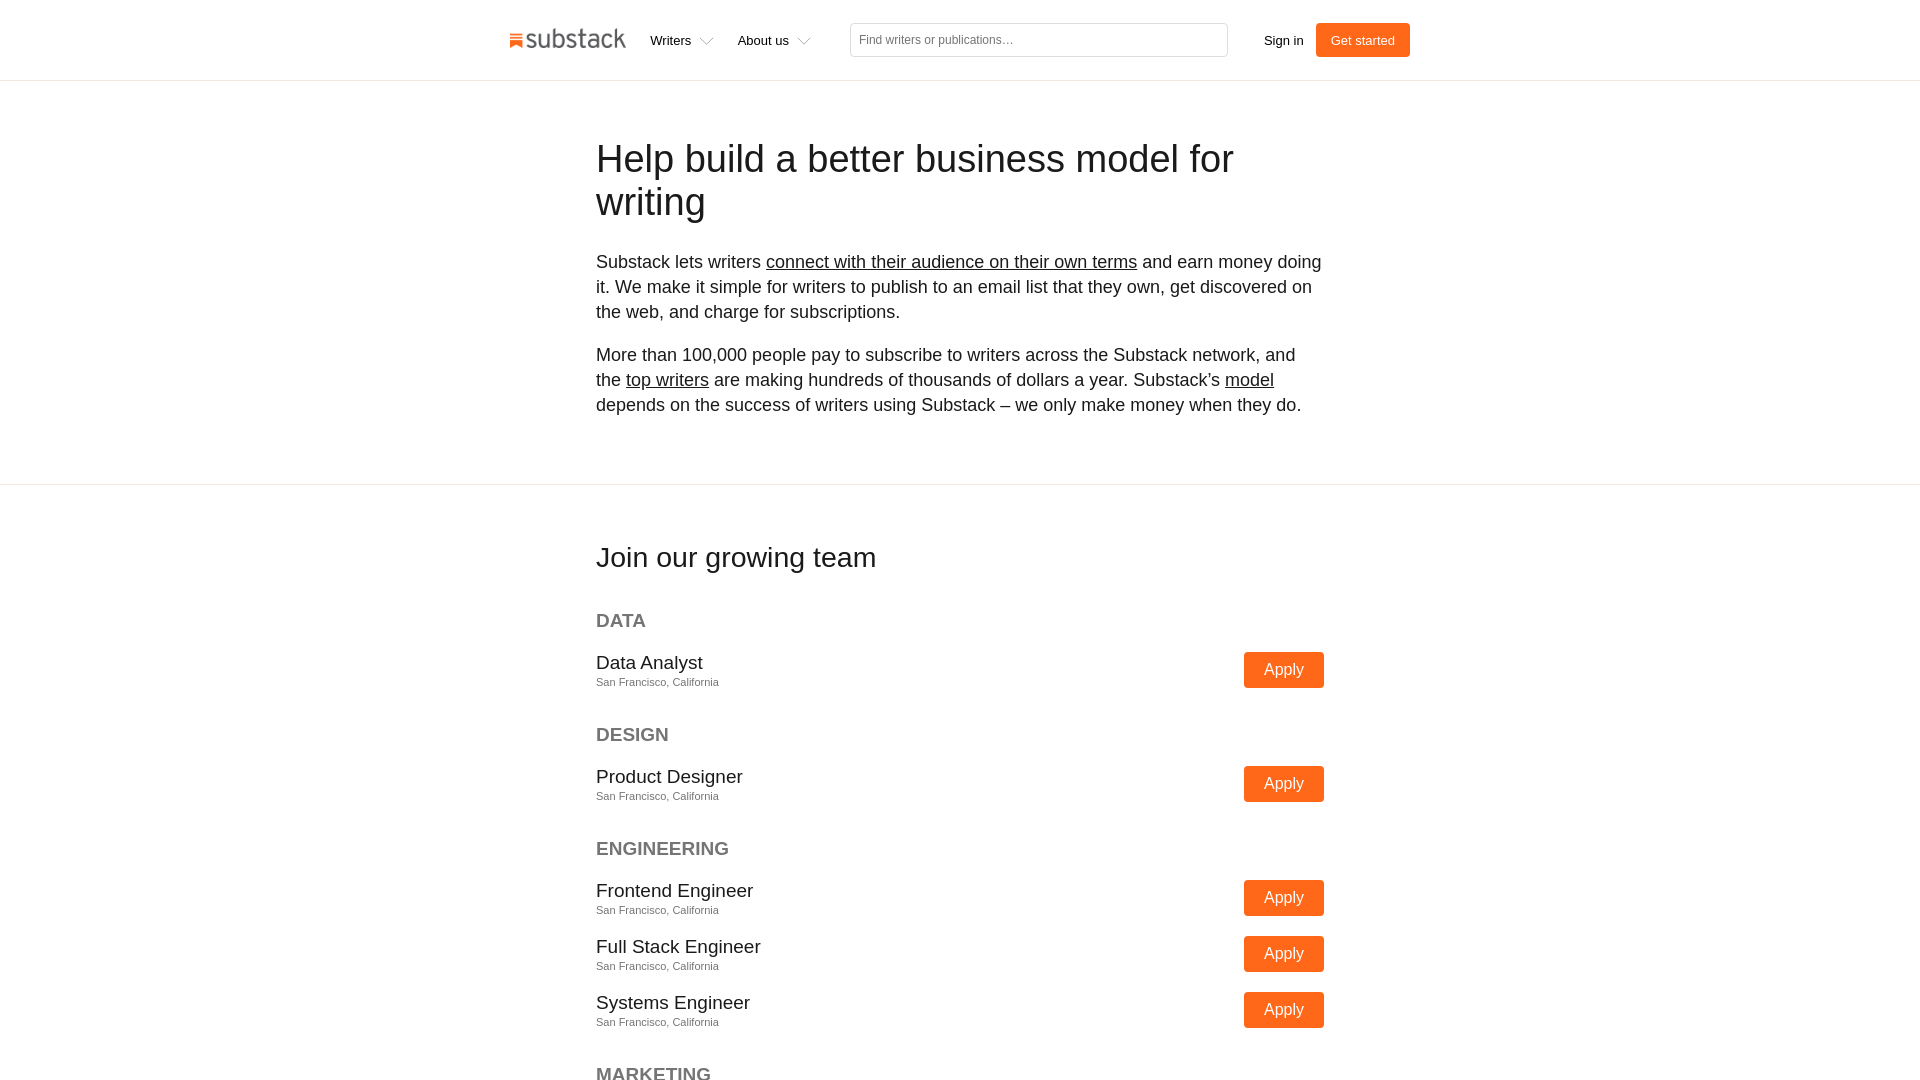 substack Writers About us Find writers or publications… Sign in Get started
Help build a better business model for
writing
Substack lets writers connect with their audience on their own terms and earn money doing
it. We make it simple for writers to publish to an email list that they own, get discovered on
the web, and charge for subscriptions.
More than 100,000 people pay to subscribe to writers across the Substack network, and
the top writers are making hundreds of thousands of dollars a year. Substack’s model
depends on the success of writers using Substack – we only make money when they do.
Join our growing team
DATA
Data Analyst
San Francisco, California
Apply
DESIGN
Product Designer
San Francisco, California
Apply
ENGINEERING
Frontend Engineer
San Francisco, California
Apply
Full Stack Engineer
San Francisco, California
Apply
Systems Engineer
San Francisco, California
Apply
MARKETING